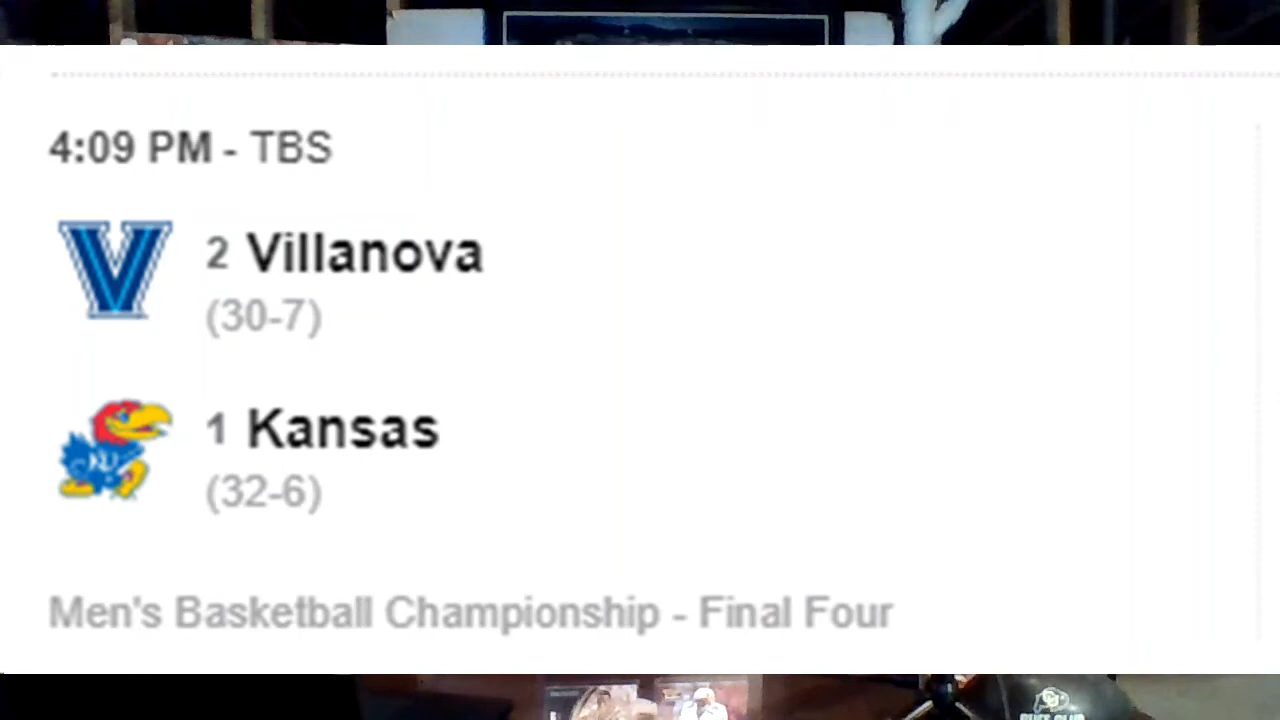 4:09 PM - TBS
2 Villanova
(30-7)
1 Kansas
(32-6)
Men's Basketball Championship - Final Four